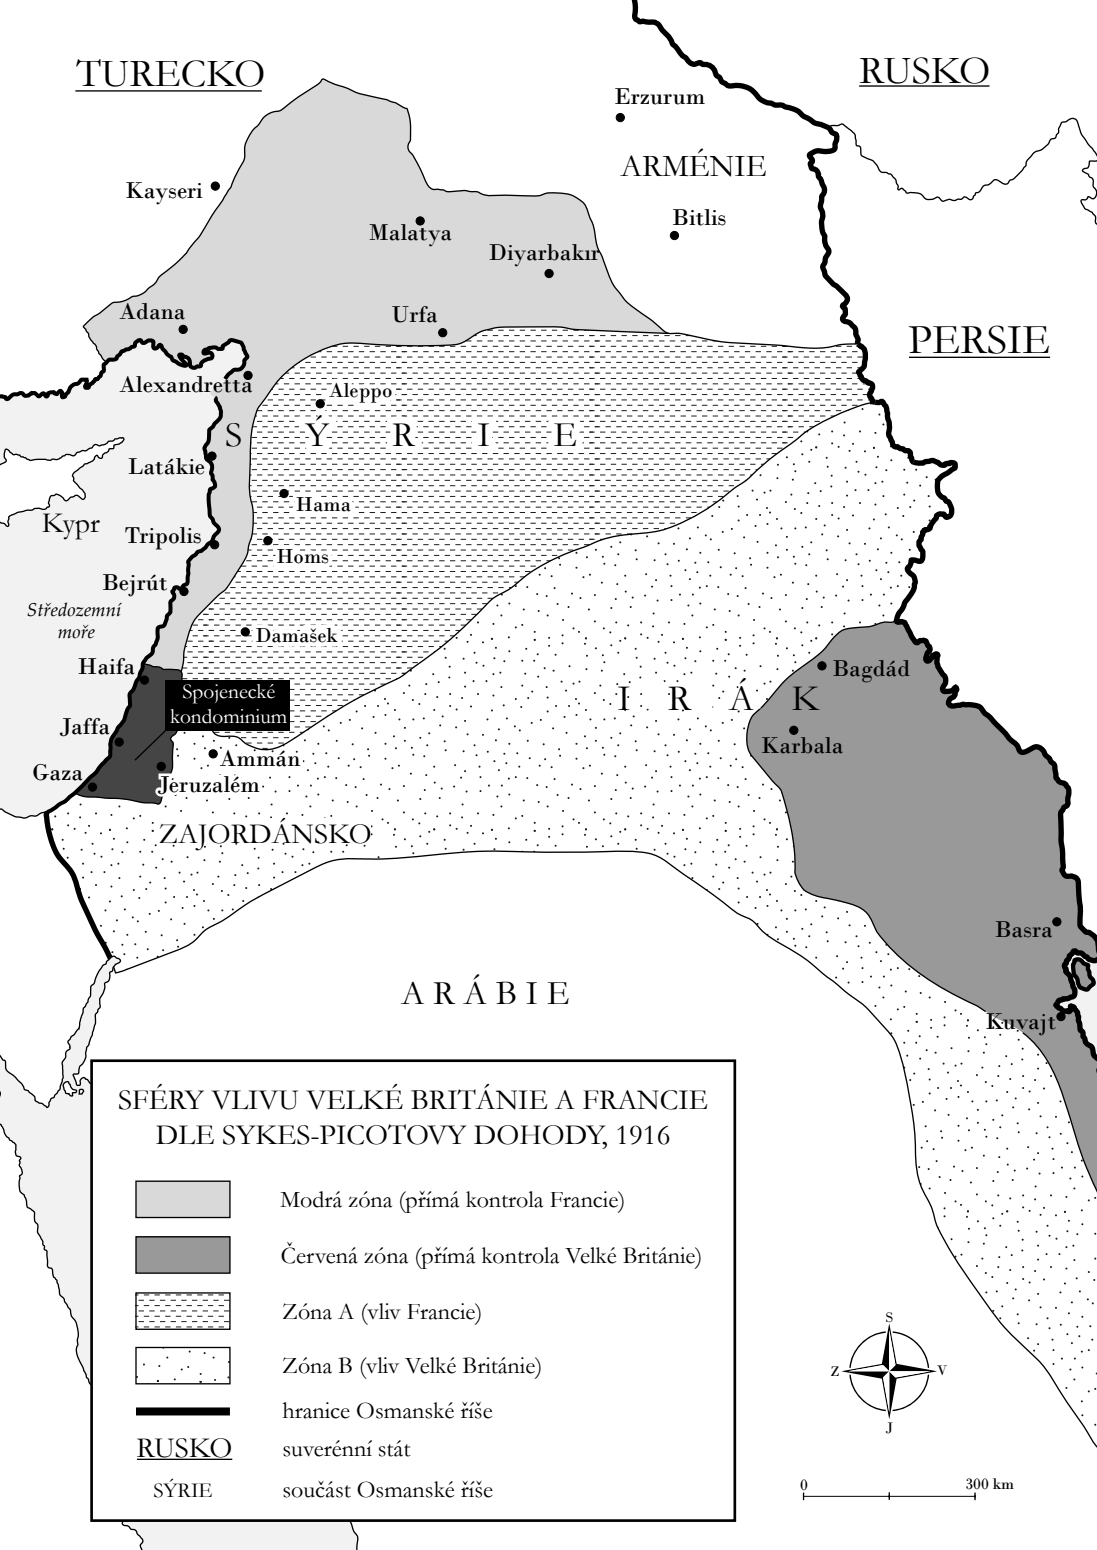 TURECKO
RUSKO
Erzurum
ARMÉNIE
Kayseri
Bitlis
Malatya
Diyarbakır
Adana
Urfa
PERSIE
Alexandretta
Aleppo
SÝRIE
Latákie
Hama
Kypr
Tripolis
Homs
Bejrút
Středozemní
moře
Damašek
Haifa
Bagdád
Spojenecké
kondominium
IRÁK
Jaffa
Karbala
Ammán
Gaza
Jeruzalém
ZAJORDÁNSKO
Basra
ARÁBIE
Kuvajt
SFÉRY VLIVU VELKÉ BRITÁNIE A FRANCIE
DLE SYKES-PICOTOVY DOHODY, 1916
Modrá zóna (přímá kontrola Francie)
Červená zóna (přímá kontrola Velké Británie)
Zóna A (vliv Francie)
Zóna B (vliv Velké Británie)
hranice Osmanské říše
RUSKO suverénní stát
SÝRIE součást Osmanské říše
S
Z V
J
0 300 km